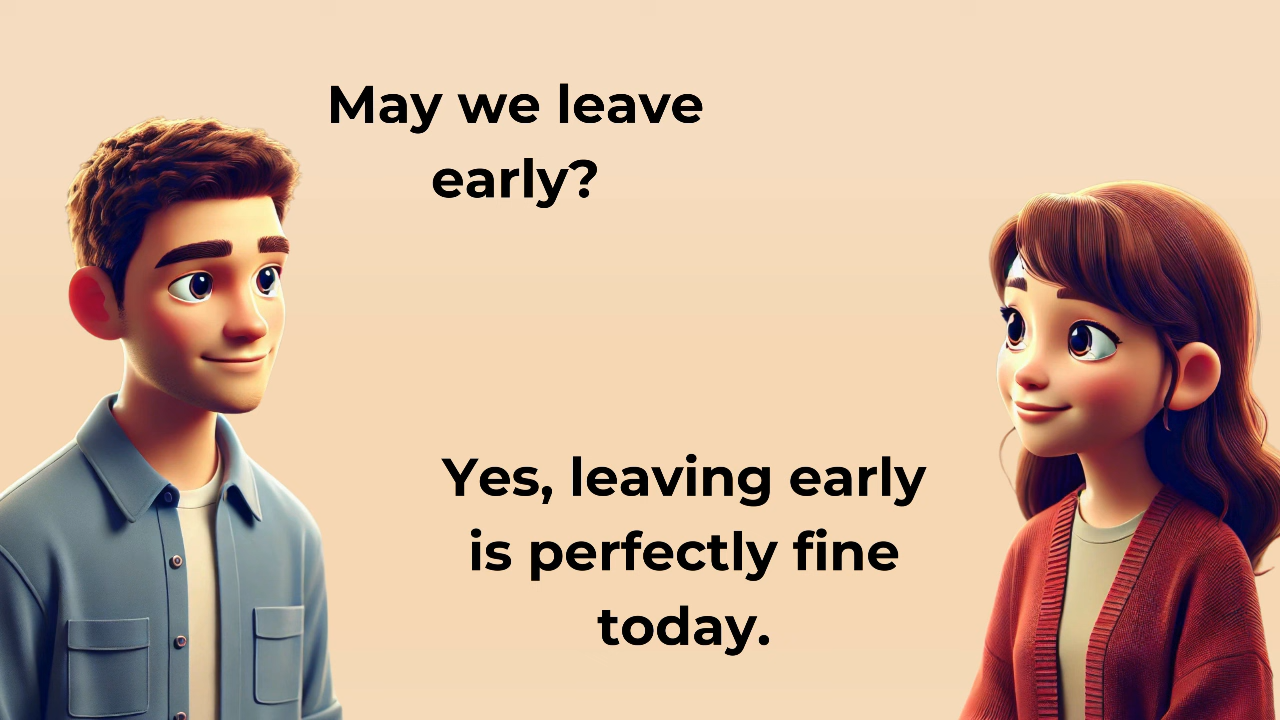 May we leave
early?
Yes, leaving early
is perfectly fine
today.